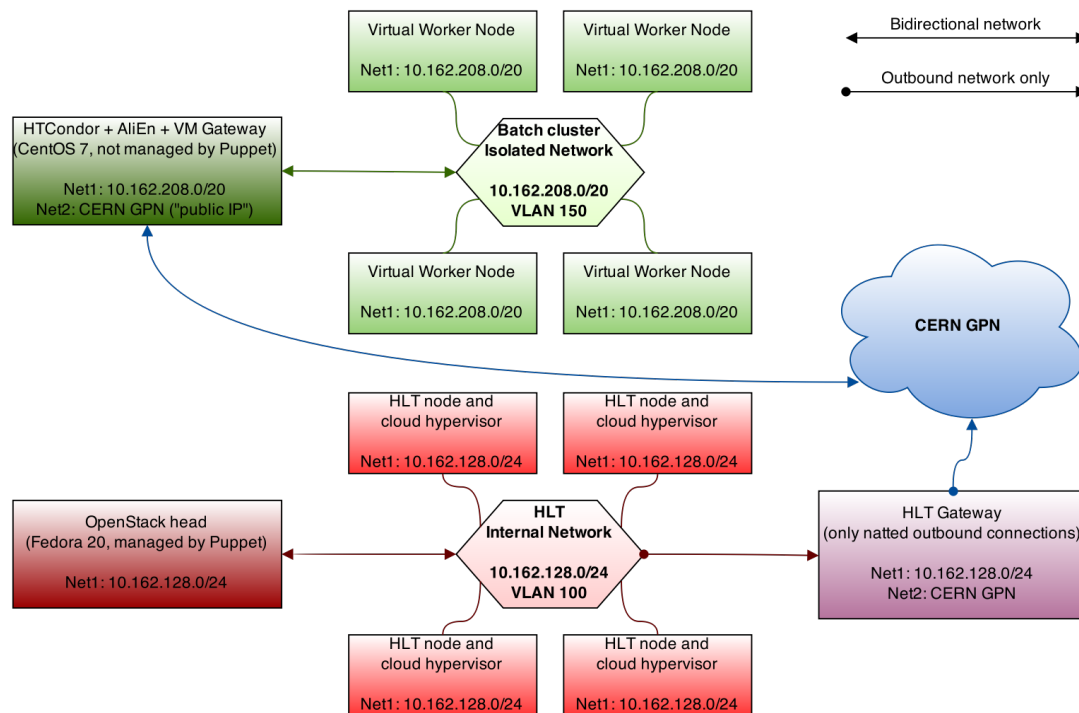 Virtual Worker Node
Net1: 10.162.208.0/20
Virtual Worker Node
Net1: 10.162.208.0/20
Bidirectional network
Outbound network only
HTCondor + AliEn + VM Gateway
(CentOS 7, not managed by Puppet)
Net1: 10.162.208.0/20
Net2: CERN GPN ("public IP")
Batch cluster
Isolated Network
10.162.208.0/20
VLAN 150
Virtual Worker Node
Net1: 10.162.208.0/20
Virtual Worker Node
Net1: 10.162.208.0/20
CERN GPN
HLT node and
cloud hypervisor
Net1: 10.162.128.0/24
HLT node and
cloud hypervisor
Net1: 10.162.128.0/24
OpenStack head
(Fedora 20, managed by Puppet)
Net1: 10.162.128.0/24
HLT
Internal Network
10.162.128.0/24
VLAN 100
HLT Gateway
(only natted outbound connections)
Net1: 10.162.128.0/24
Net2: CERN GPN
HLT node and
cloud hypervisor
Net1: 10.162.128.0/24
HLT node and
cloud hypervisor
Net1: 10.162.128.0/24